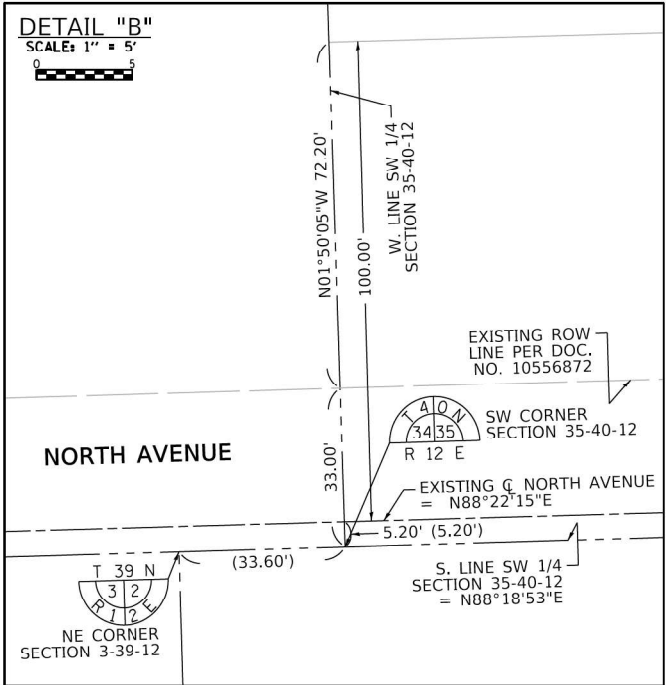 DETAIL "B"
SCALE: 1" = 5'
0 5
N01°50'05"W 72.20'
W. LINE SW 1/4
SECTION 35-40-12
100.00'
EXISTING ROW
LINE PER DOC.
NO. 10556872
T 40 N
34 35
R 12 E
SW CORNER
SECTION 35-40-12
NORTH AVENUE
33.00'
EXISTING ℄ NORTH AVENUE
= N88°22'15"E
5.20' (5.20')
(33.60')
S. LINE SW 1/4
SECTION 35-40-12
= N88°18'53"E
T 39 N
3 2
R 12 E
NE CORNER
SECTION 3-39-12